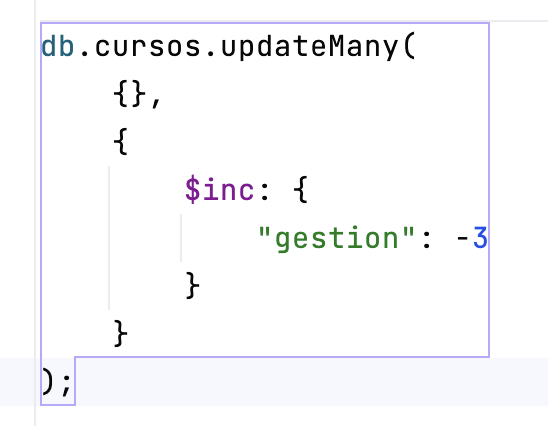 db.cursos.updateMany(
    {},
    {
        $inc: {
            "gestion": -3
        }
    }
);